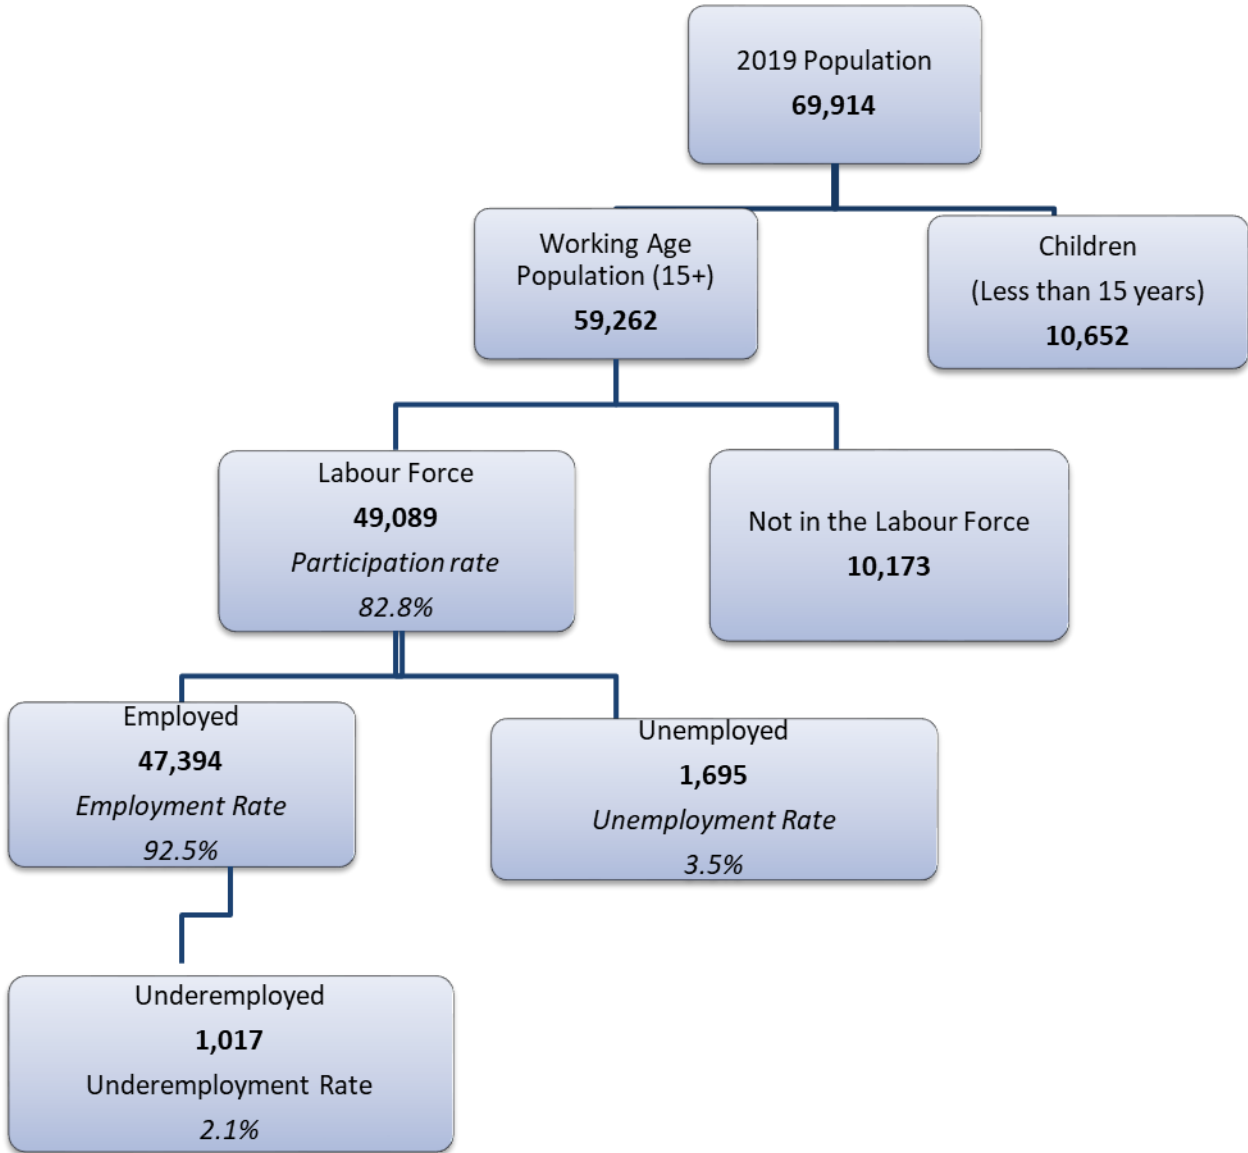 2019 Population
69,914
Working Age
Population (15+)
59,262
Children
(Less than 15 years)
10,652
Labour Force
49,089
Participation rate
82.8%
Not in the Labour Force
10,173
Employed
47,394
Employment Rate
92.5%
Unemployed
1,695
Unemployment Rate
3.5%
Underemployed
1,017
Underemployment Rate
2.1%